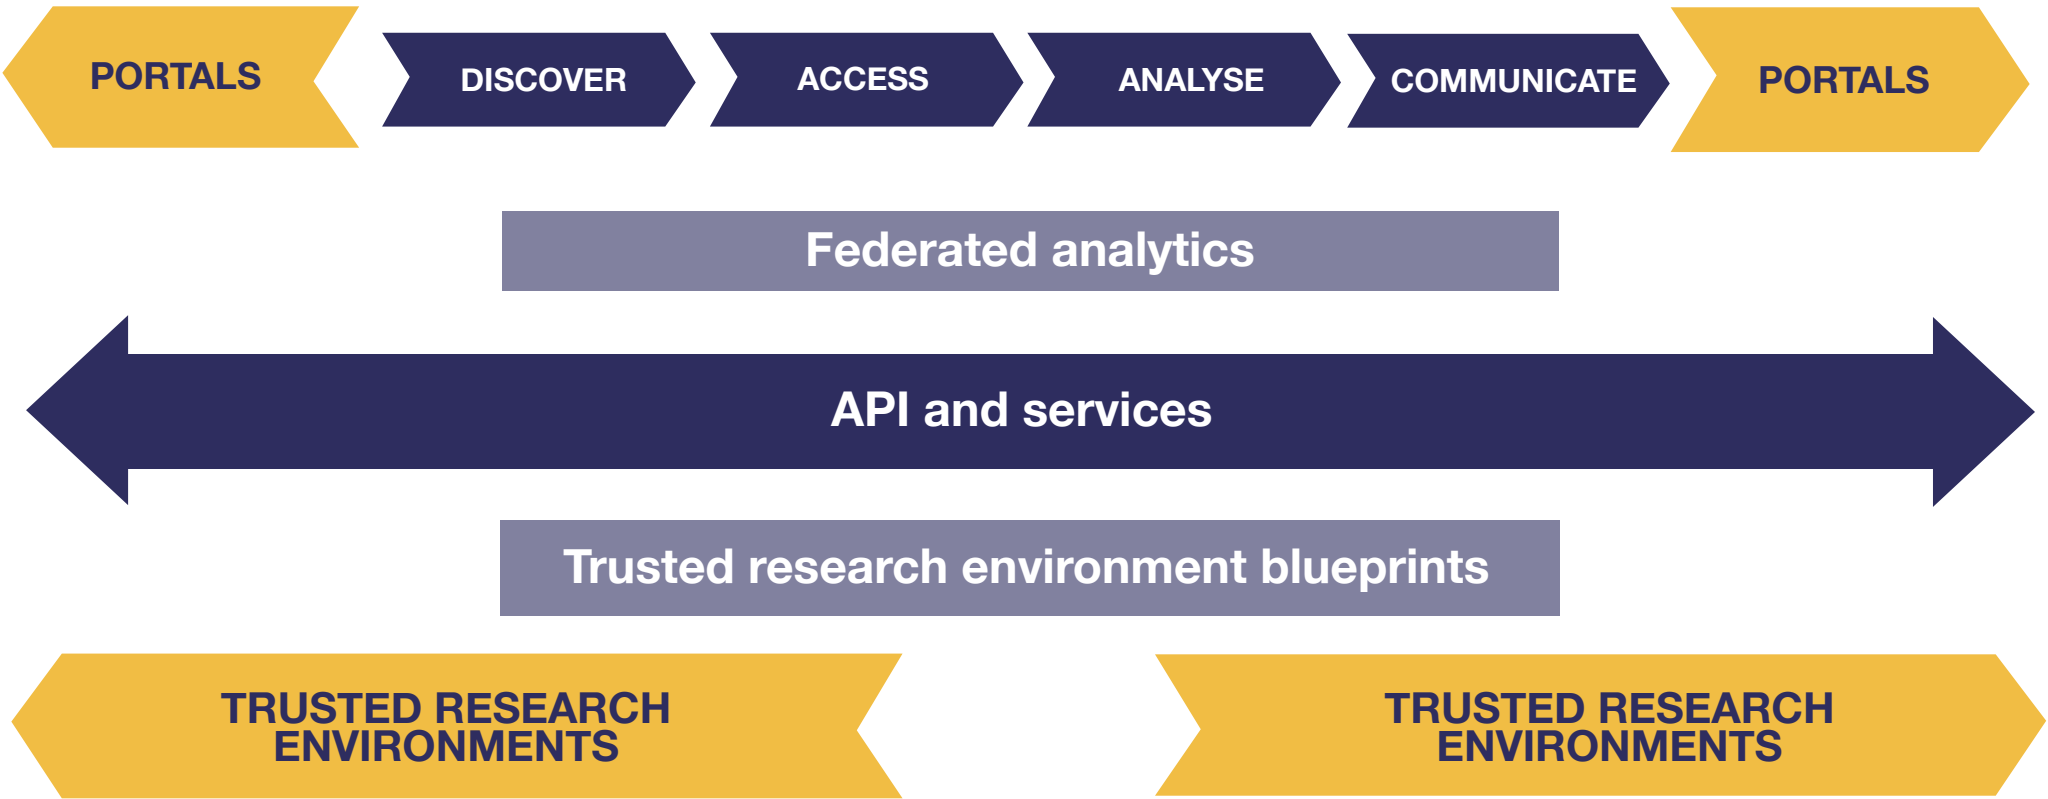 PORTALS
DISCOVER
ACCESS
ANALYSE
COMMUNICATE
PORTALS
Federated analytics
API and services
Trusted research environment blueprints
TRUSTED RESEARCH
ENVIRONMENTS
TRUSTED RESEARCH
ENVIRONMENTS